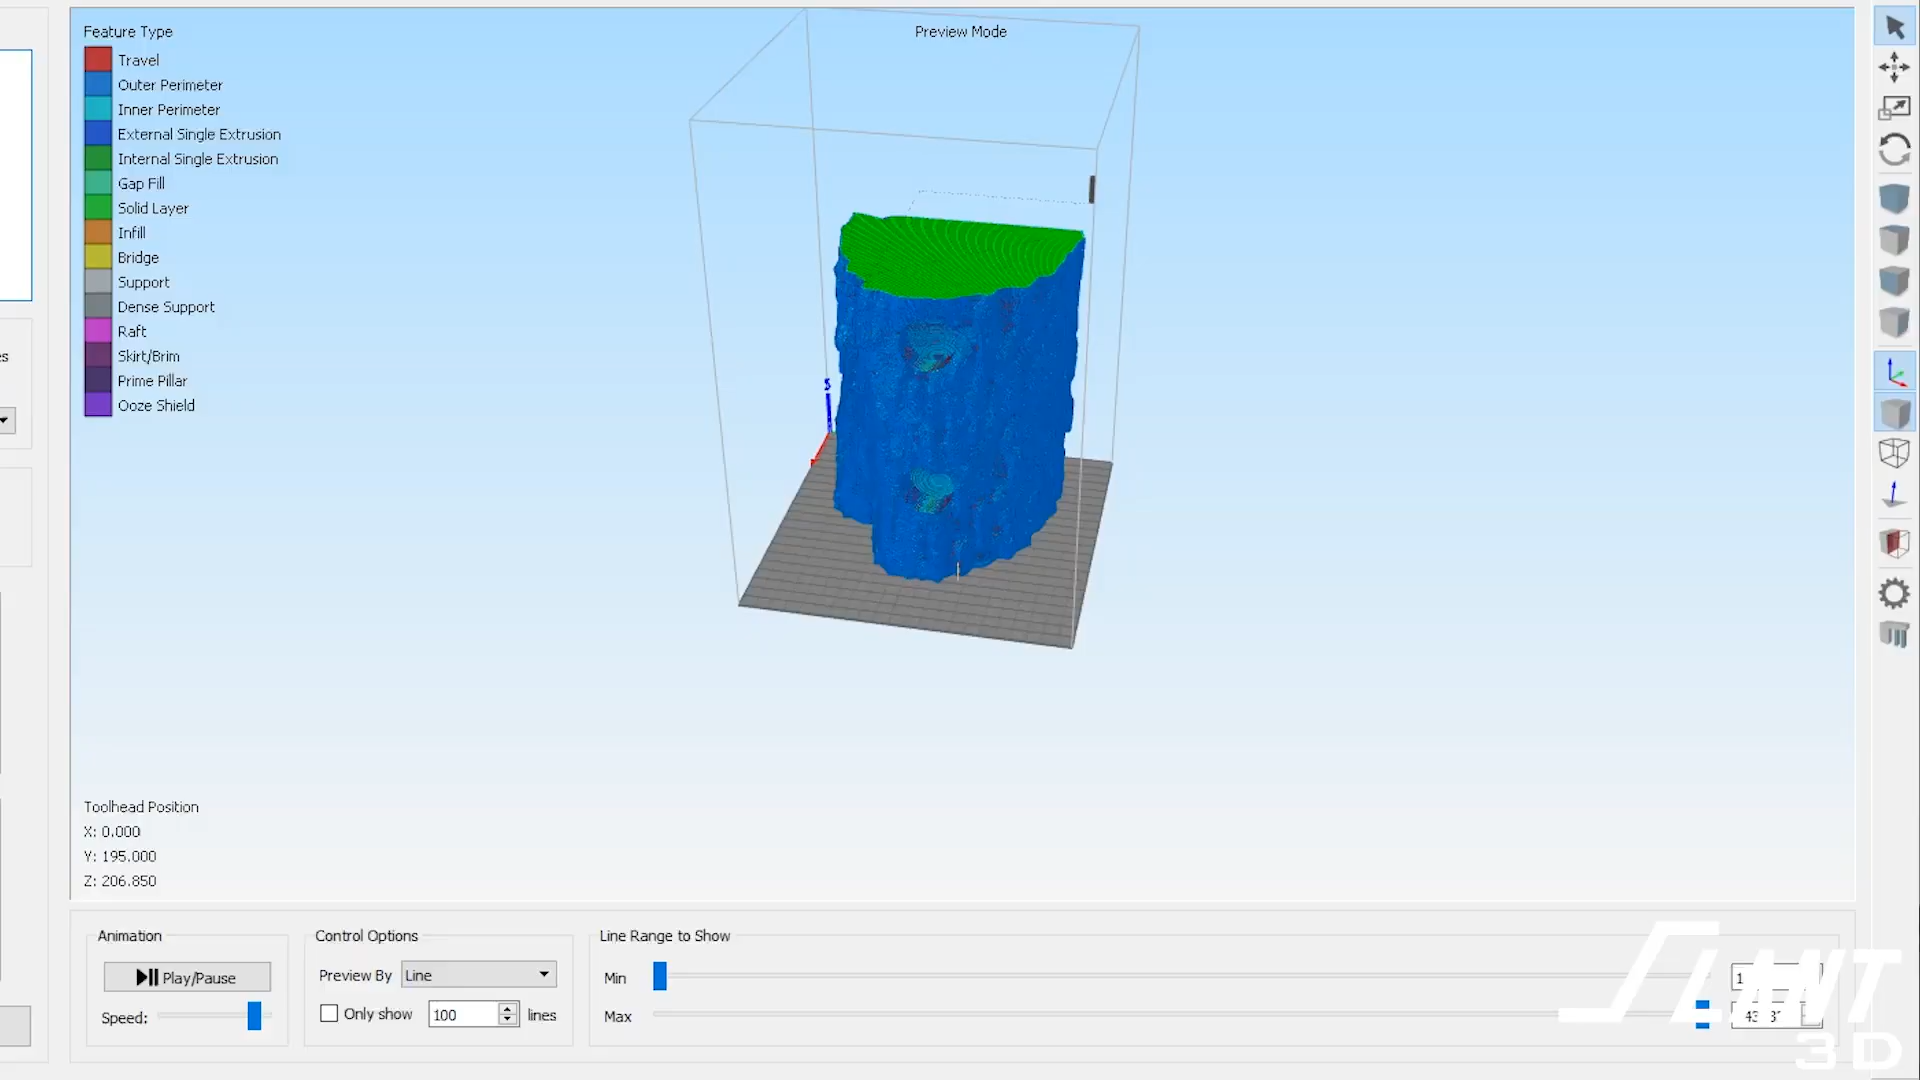 Feature Type
Preview Mode
Travel
Outer Perimeter
Inner Perimeter
External Single Extrusion
Internal Single Extrusion
Gap Fill
Solid Layer
Infill
Bridge
Support
Dense Support
Raft
Skirt/Brim
Prime Pillar
Ooze Shield
Toolhead Position
X: 0.000
Y: 195.000
Z: 206.850
Animation
Play/Pause
Speed:
Control Options
Preview By Line
Only show 100 lines
Line Range to Show
Min 1
Max
SLANT
3D